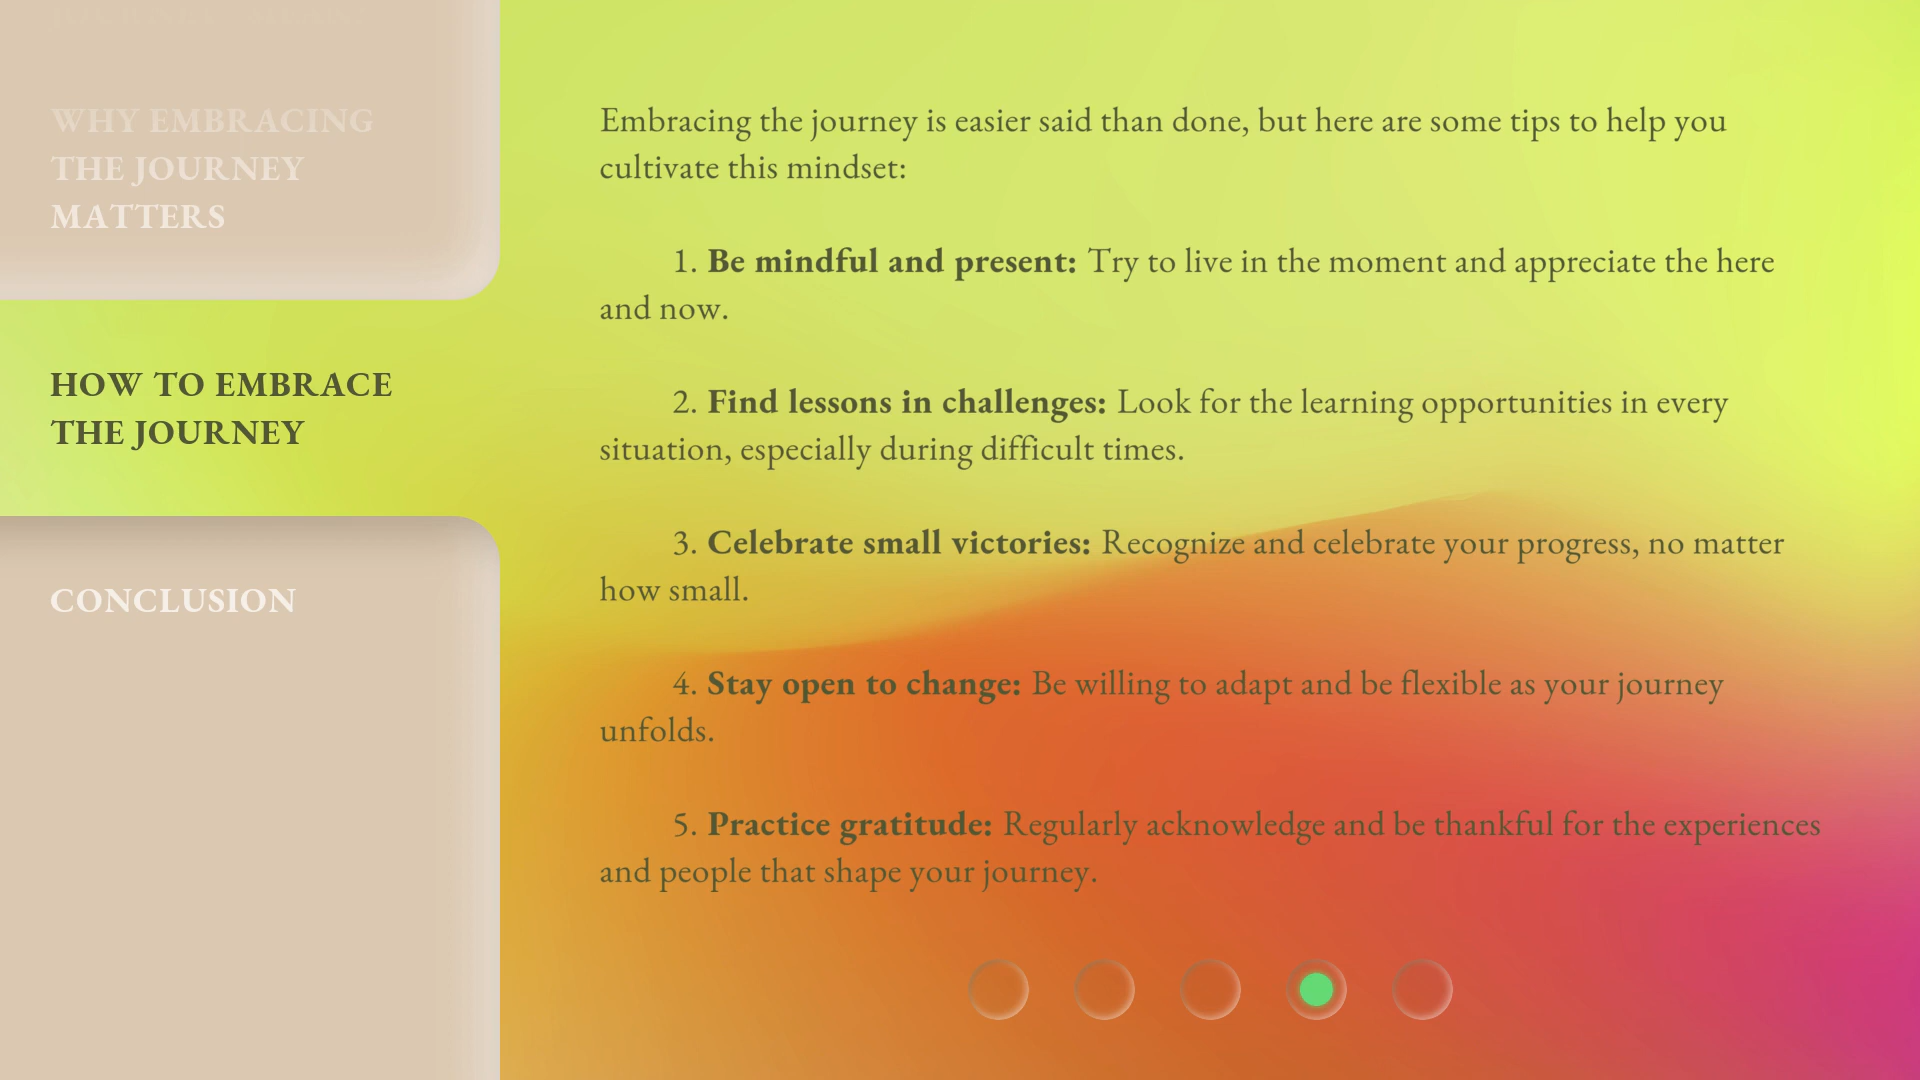 WHY EMBRACING
THE JOURNEY
MATTERS
HOW TO EMBRACE
THE JOURNEY
CONCLUSION
Embracing the journey is easier said than done, but here are some tips to help you
cultivate this mindset:
1. Be mindful and present: Try to live in the moment and appreciate the here
and now.
2. Find lessons in challenges: Look for the learning opportunities in every
situation, especially during difficult times.
3. Celebrate small victories: Recognize and celebrate your progress, no matter
how small.
4. Stay open to change: Be willing to adapt and be flexible as your journey
unfolds.
5. Practice gratitude: Regularly acknowledge and be thankful for the experiences
and people that shape your journey.